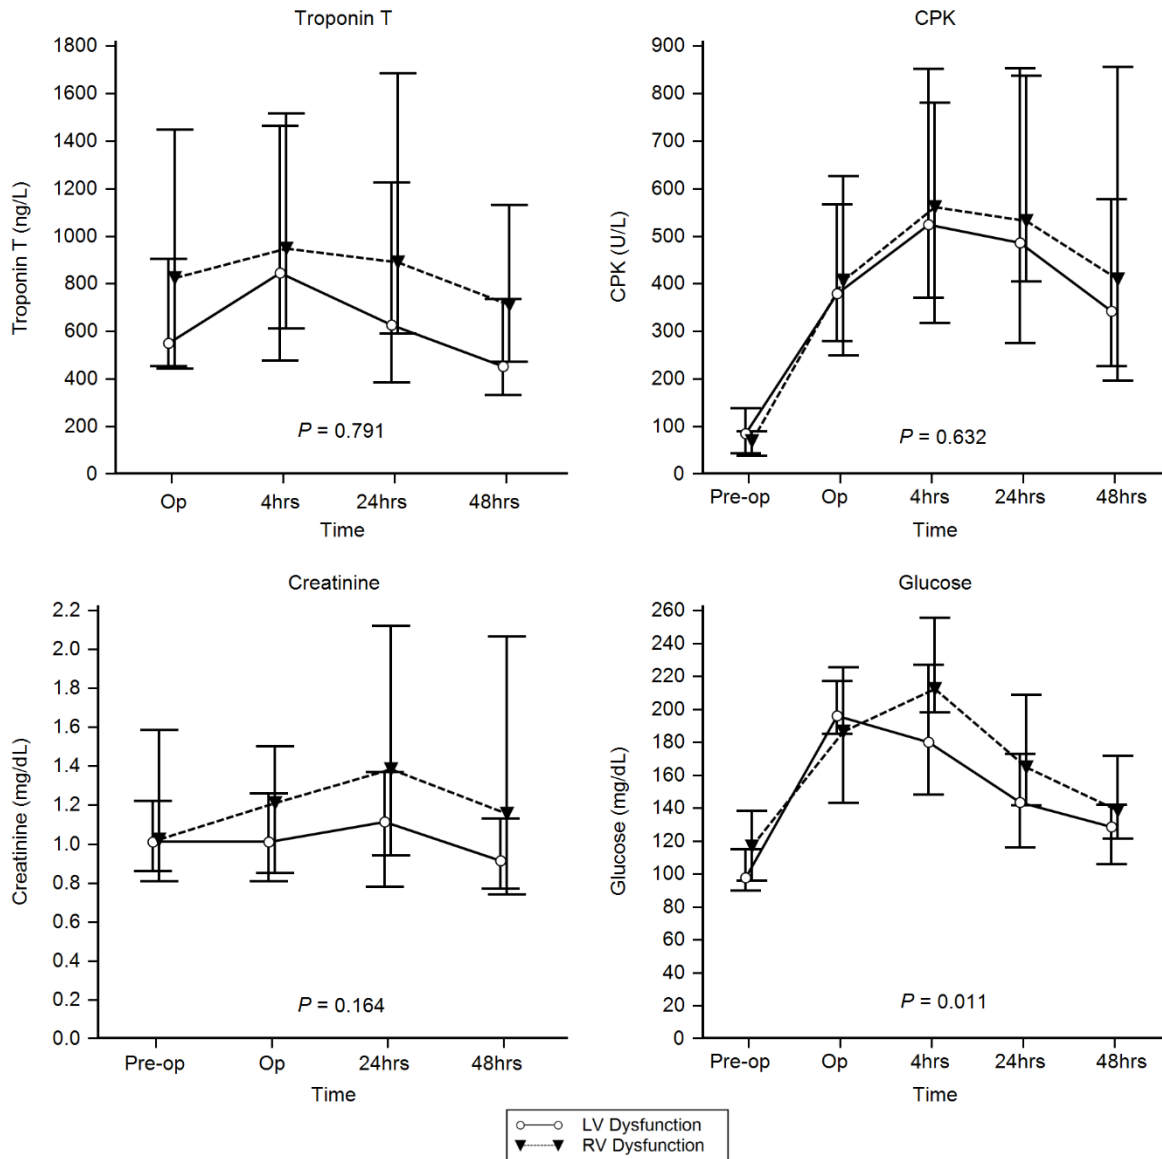 Troponin T
Troponin T (ng/L)
1800
1600
1400
1200
1000
800
600
400
200
0
P = 0.791
Op 4hrs 24hrs 48hrs
Time
CPK
CPK (U/L)
900
800
700
600
500
400
300
200
100
0
P = 0.632
Pre-op Op 4hrs 24hrs 48hrs
Time
Creatinine
Creatinine (mg/dL)
2.2
2.0
1.8
1.6
1.4
1.2
1.0
0.8
0.6
0.4
0.2
0.0
P = 0.164
Pre-op Op 24hrs 48hrs
Time
Glucose
Glucose (mg/dL)
260
240
220
200
180
160
140
120
100
80
60
40
20
0
P = 0.011
Pre-op Op 4hrs 24hrs 48hrs
Time
LV Dysfunction
RV Dysfunction